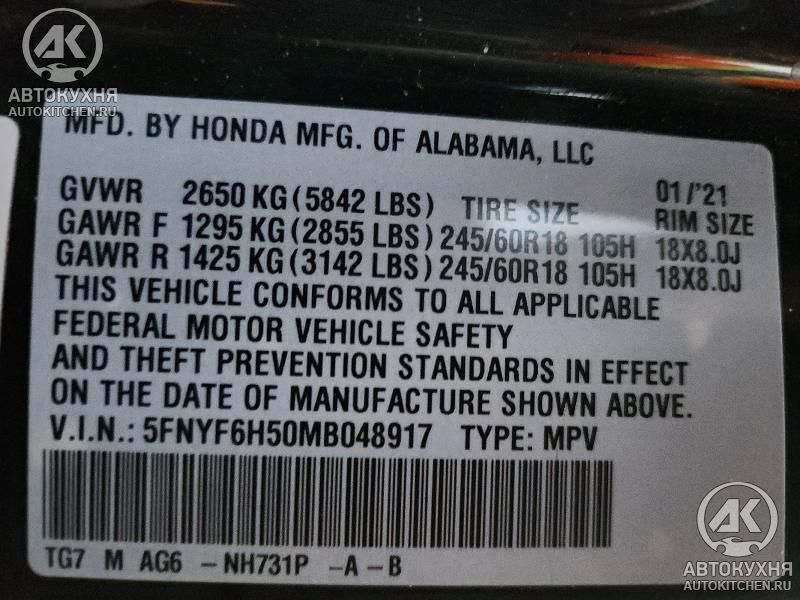 AK
АВТОКУХНЯ
AUTOKITCHEN.RU
MFD. BY HONDA MFG. OF ALABAMA, LLC
01/'21
GVWR 2650 KG (5842 LBS) TIRE SIZE RIM SIZE
GAWR F 1295 KG (2855 LBS) 245/60R18 105H 18X8.0J
GAWR R 1425 KG (3142 LBS) 245/60R18 105H 18X8.0J
THIS VEHICLE CONFORMS TO ALL APPLICABLE
FEDERAL MOTOR VEHICLE SAFETY
AND THEFT PREVENTION STANDARDS IN EFFECT
ON THE DATE OF MANUFACTURE SHOWN ABOVE.
V.I.N.: 5FNYF6H50MB048917 TYPE: MPV
TG7 M AG6 - NH731P - A - B
AK
АВТОКУХНЯ
AUTOKITCHEN.RU